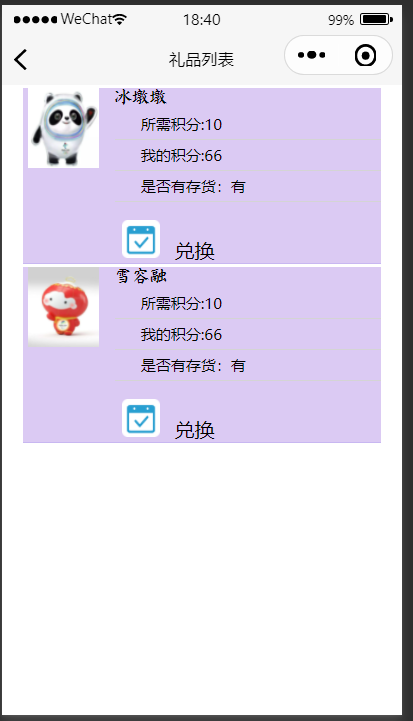 WeChat 18:40 99%
礼品列表
冰墩墩
所需积分:10
我的积分:66
是否有存货：有
兑换
雪容融
所需积分:10
我的积分:66
是否有存货：有
兑换